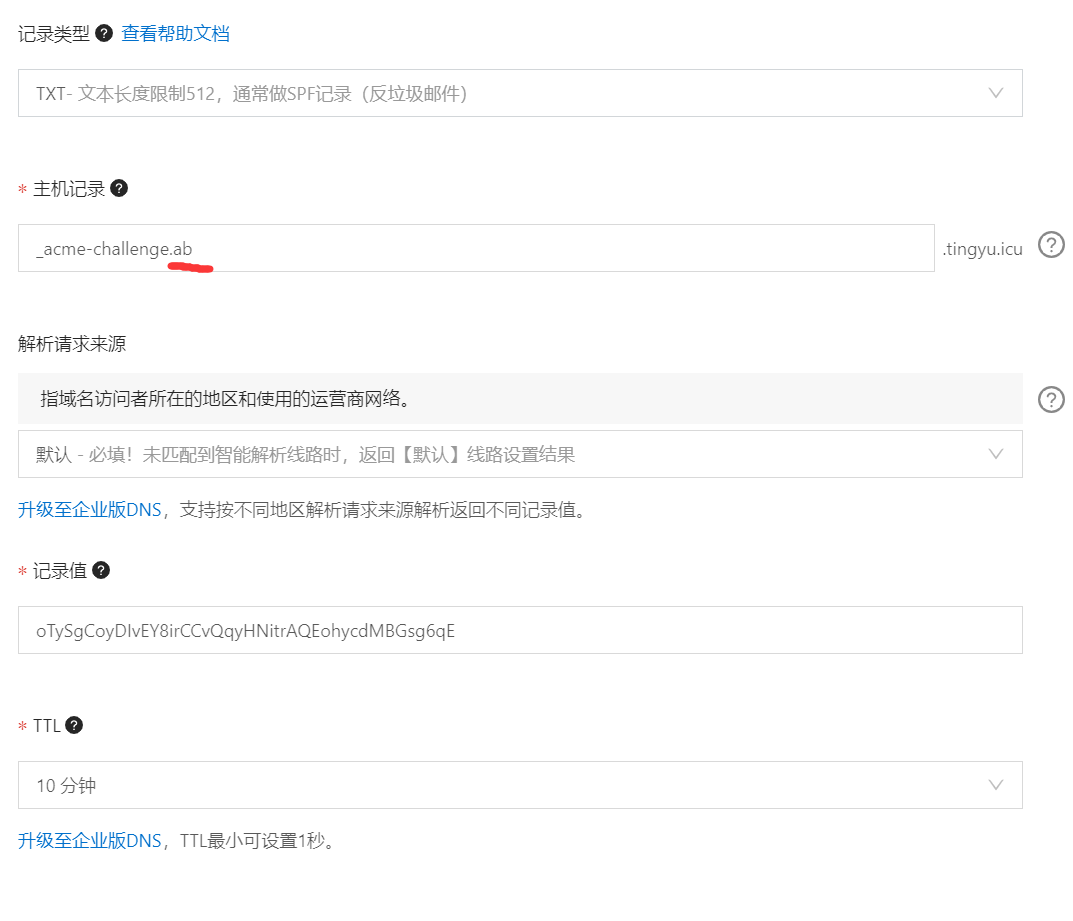 记录类型 ? 查看帮助文档
TXT- 文本长度限制512，通常做SPF记录（反垃圾邮件）
* 主机记录 ?
_acme-challenge.ab .tingyu.icu ?
解析请求来源
指域名访问者所在的地区和使用的运营商网络。 ?
默认 - 必填！未匹配到智能解析线路时，返回【默认】线路设置结果
升级至企业版DNS，支持按不同地区解析请求来源解析返回不同记录值。
* 记录值 ?
oTySgCoyDIvEY8irCCvQqyHNitrAQEohycdMBGsg6qE
* TTL ?
10 分钟
升级至企业版DNS，TTL最小可设置1秒。